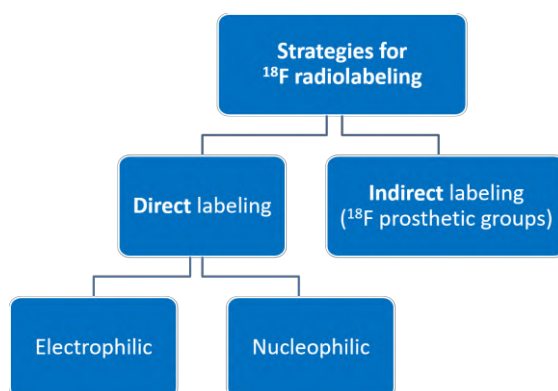 Strategies for
¹⁸F radiolabeling
Direct labeling
Indirect labeling
(¹⁸F prosthetic groups)
Electrophilic
Nucleophilic